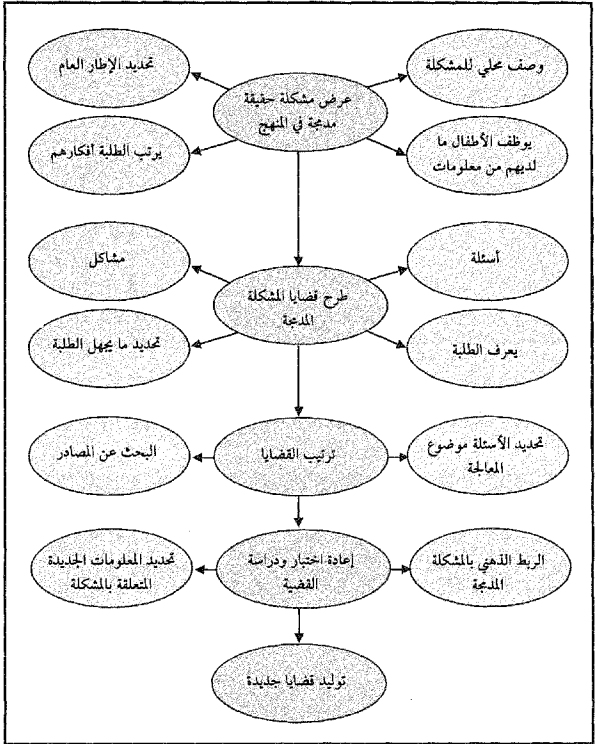 وصف محلي للمشكلة
تحديد الإطار العام
عرض مشكلة حقيقة
مدمجة في المنهج
يوظف الأطفال ما
لديهم من معلومات
يرتب الطلبة أفكارهم
أسئلة
مشاكل
طرح قضايا المشكلة
المدمجة
يعرف الطلبة
تحديد ما يجهل الطلبة
تحديد الأسئلة موضوع
المعالجة
ترتيب القضايا
البحث عن المصادر
الربط الذهني بالمشكلة
المدمجة
إعادة اختبار ودراسة
القضية
تحديد المعلومات الجديدة
المتعلقة بالمشكلة
توليد قضايا جديدة